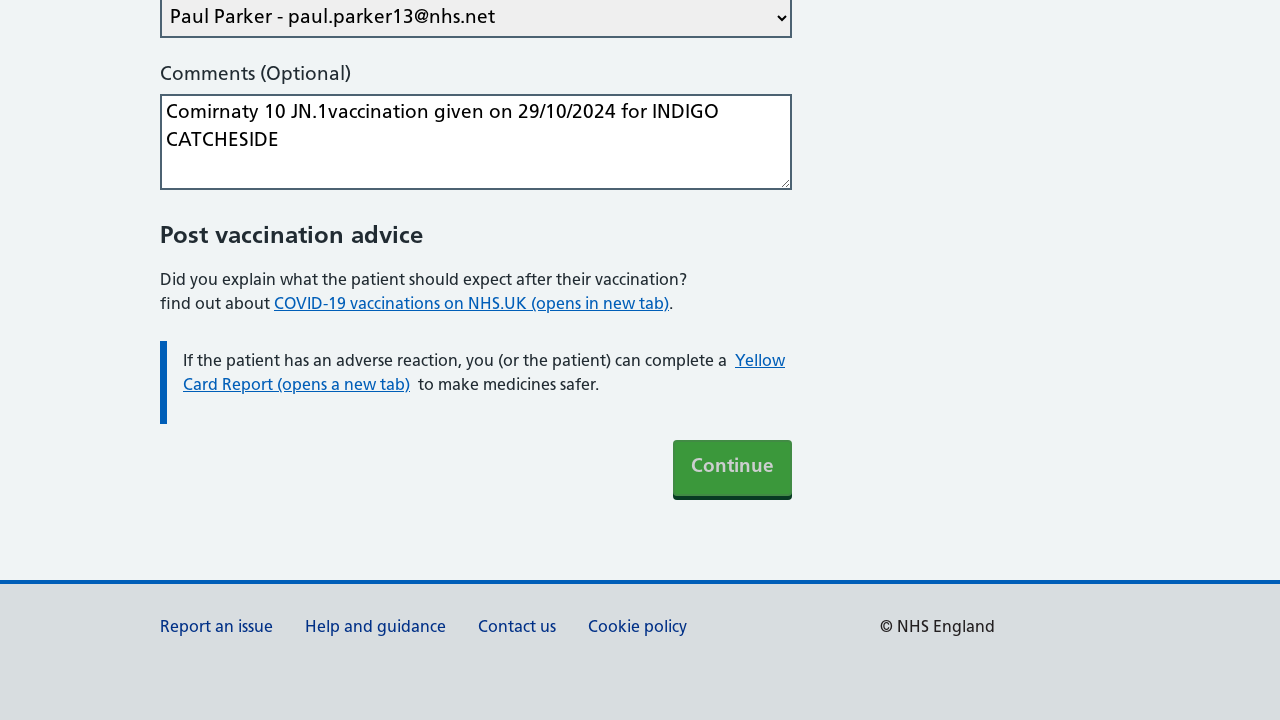 Paul Parker - paul.parker13@nhs.net
Comments (Optional)
Comirnaty 10 JN.1vaccination given on 29/10/2024 for INDIGO
CATCHESIDE
Post vaccination advice
Did you explain what the patient should expect after their vaccination?
find out about COVID-19 vaccinations on NHS.UK (opens in new tab).
If the patient has an adverse reaction, you (or the patient) can complete a Yellow
Card Report (opens a new tab) to make medicines safer.
Continue
Report an issue Help and guidance Contact us Cookie policy © NHS England